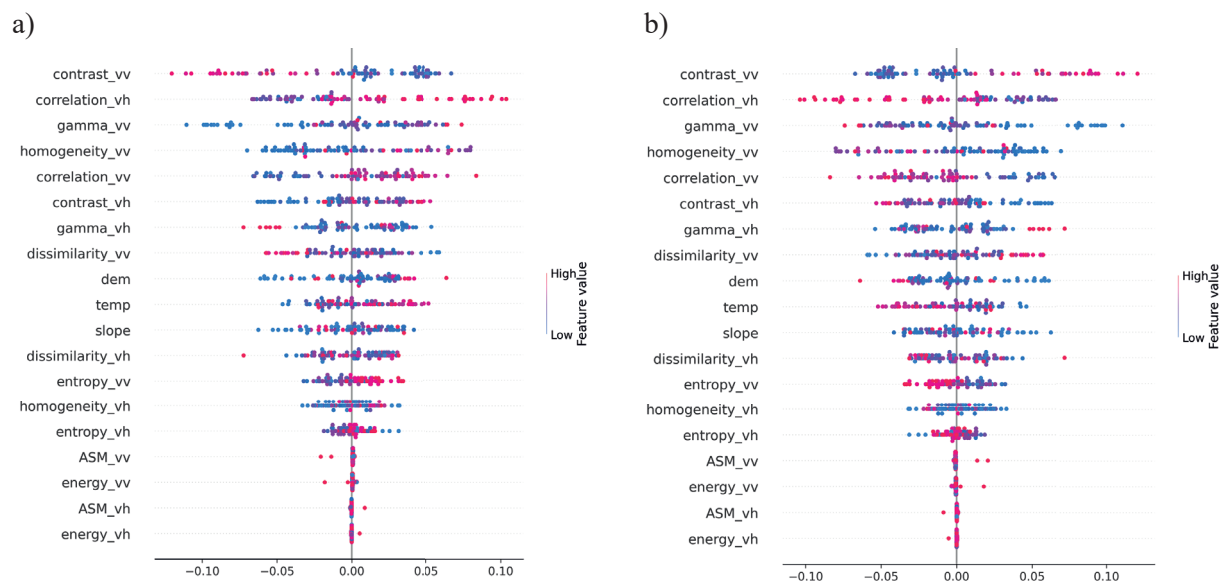 a)
contrast_vv
correlation_vh
gamma_vv
homogeneity_vv
correlation_vv
contrast_vh
gamma_vh
dissimilarity_vv
dem
temp
slope
dissimilarity_vh
entropy_vv
homogeneity_vh
entropy_vh
ASM_vv
energy_vv
ASM_vh
energy_vh
−0.10 −0.05 0.00 0.05 0.10
High
Low
Feature value
b)
contrast_vv
correlation_vh
gamma_vv
homogeneity_vv
correlation_vv
contrast_vh
gamma_vh
dissimilarity_vv
dem
temp
slope
dissimilarity_vh
entropy_vv
homogeneity_vh
entropy_vh
ASM_vv
energy_vv
ASM_vh
energy_vh
−0.10 −0.05 0.00 0.05 0.10
High
Low
Feature value